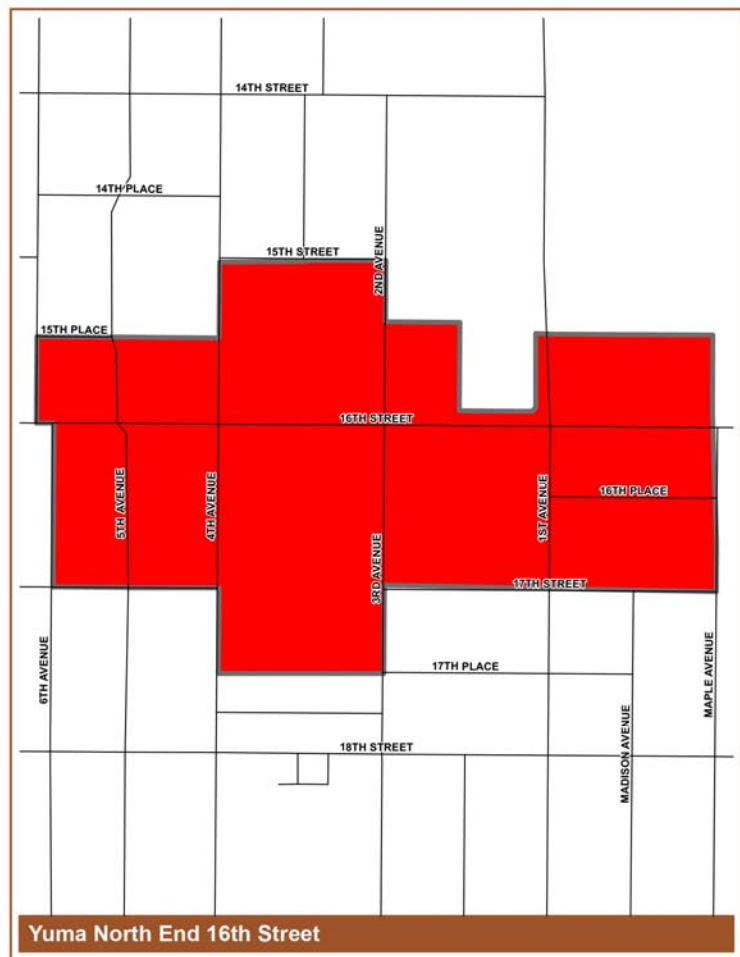 14TH STREET
14TH PLACE
2ND AVENUE
15TH STREET
15TH PLACE
16TH STREET
5TH AVENUE
4TH AVENUE
1ST AVENUE
16TH PLACE
3RD AVENUE
17TH STREET
6TH AVENUE
17TH PLACE
MAPLE AVENUE
MADISON AVENUE
18TH STREET
Yuma North End 16th Street